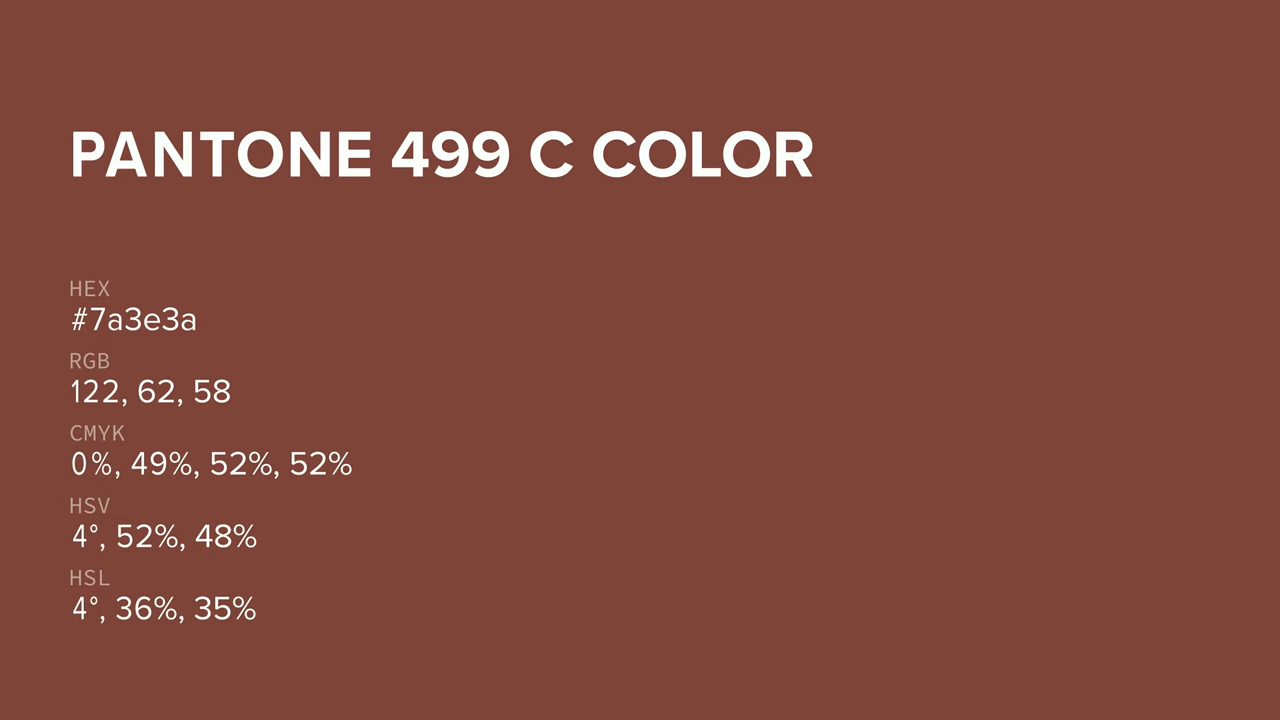 PANTONE 499 C COLOR
HEX
#7a3e3a
RGB
122, 62, 58
CMYK
0%, 49%, 52%, 52%
HSV
4°, 52%, 48%
HSL
4°, 36%, 35%